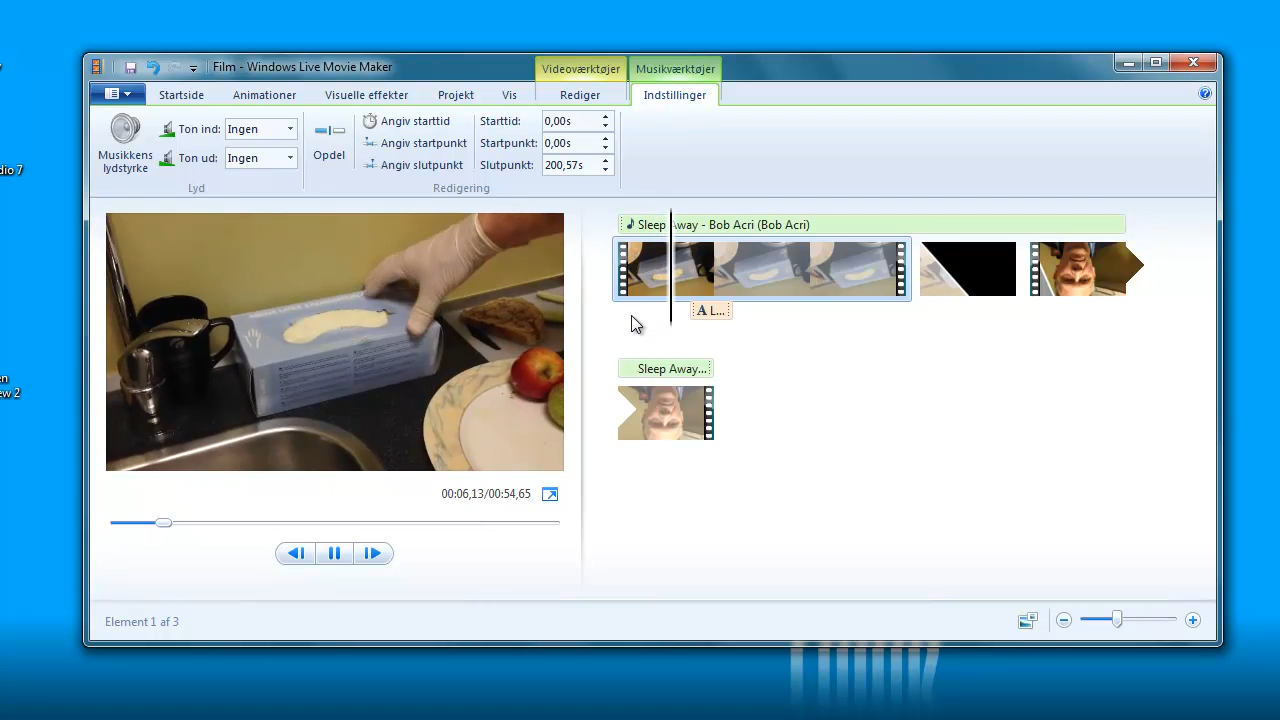 Film - Windows Live Movie Maker
Videoværktøjer
Musikværktøjer
Startside
Animationer
Visuelle effekter
Projekt
Vis
Rediger
Indstillinger
Musikkens lydstyrke
Ton ind: Ingen
Ton ud: Ingen
Lyd
Opdel
Angiv starttid
Angiv startpunkt
Angiv slutpunkt
Starttid: 0,00s
Startpunkt: 0,00s
Slutpunkt: 200,57s
Redigering
dio 7
en
ew 2
Sleep Away - Bob Acri (Bob Acri)
A L...
Sleep Away...
00:06,13/00:54,65
Element 1 af 3